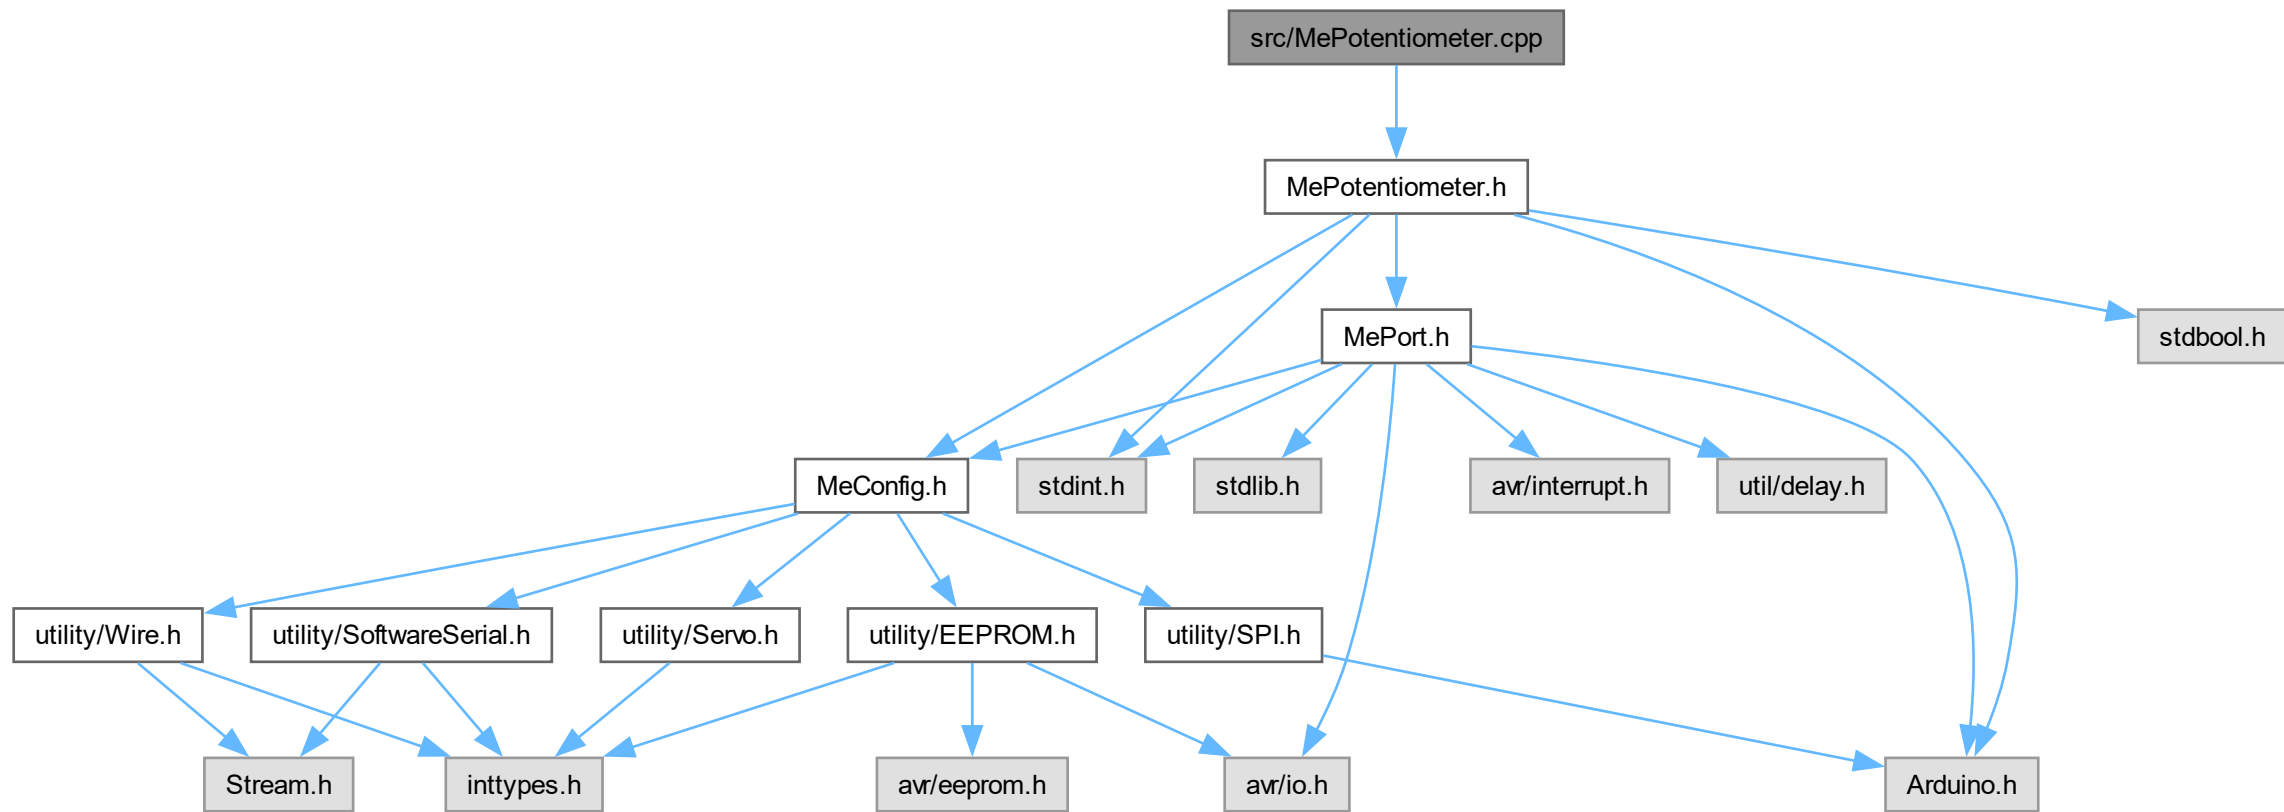 src/MePotentiometer.cpp
MePotentiometer.h
MePort.h
stdbool.h
MeConfig.h
stdint.h
stdlib.h
avr/interrupt.h
util/delay.h
utility/Wire.h
utility/SoftwareSerial.h
utility/Servo.h
utility/EEPROM.h
utility/SPI.h
Stream.h
inttypes.h
avr/eeprom.h
avr/io.h
Arduino.h